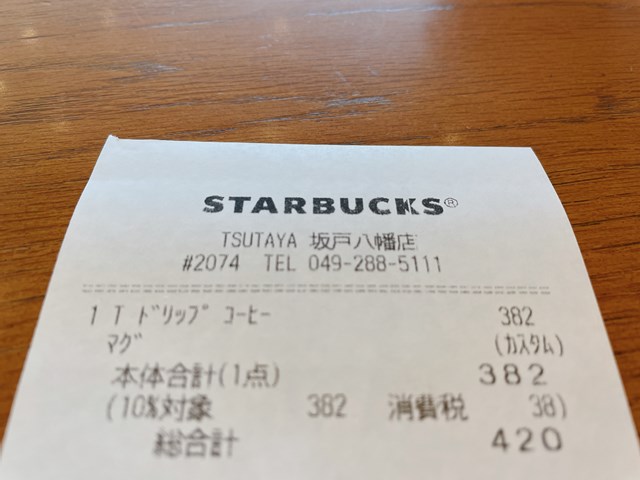 STARBUCKS®
TSUTAYA 坂戸八幡店
#2074 TEL 049-288-5111
1 T ﾄﾞﾘｯﾌﾟ ｺｰﾋｰ 382
ﾏｸﾞ (ｶｽﾀﾑ)
本体合計(1点) 382
(10%対象 382 消費税 38)
総合計 420